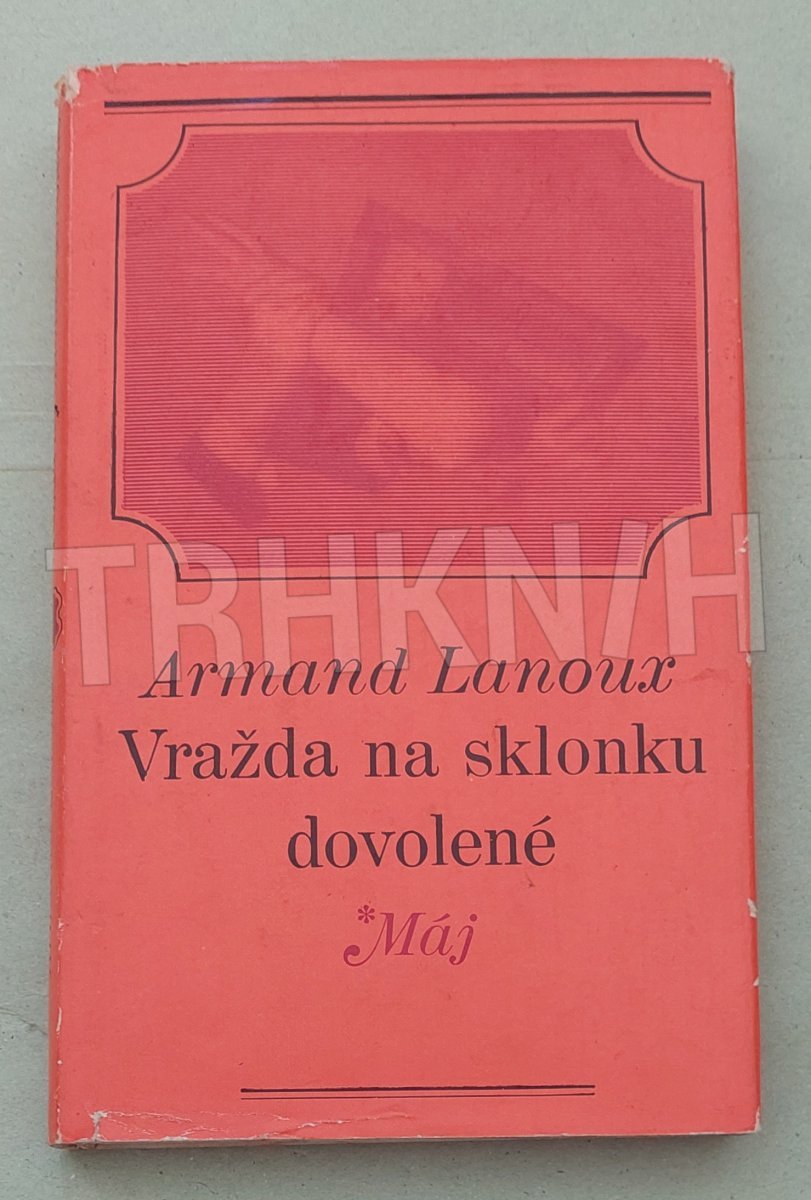 TRHKNIH
Armand Lanoux
Vražda na sklonku
dovolené
*Máj